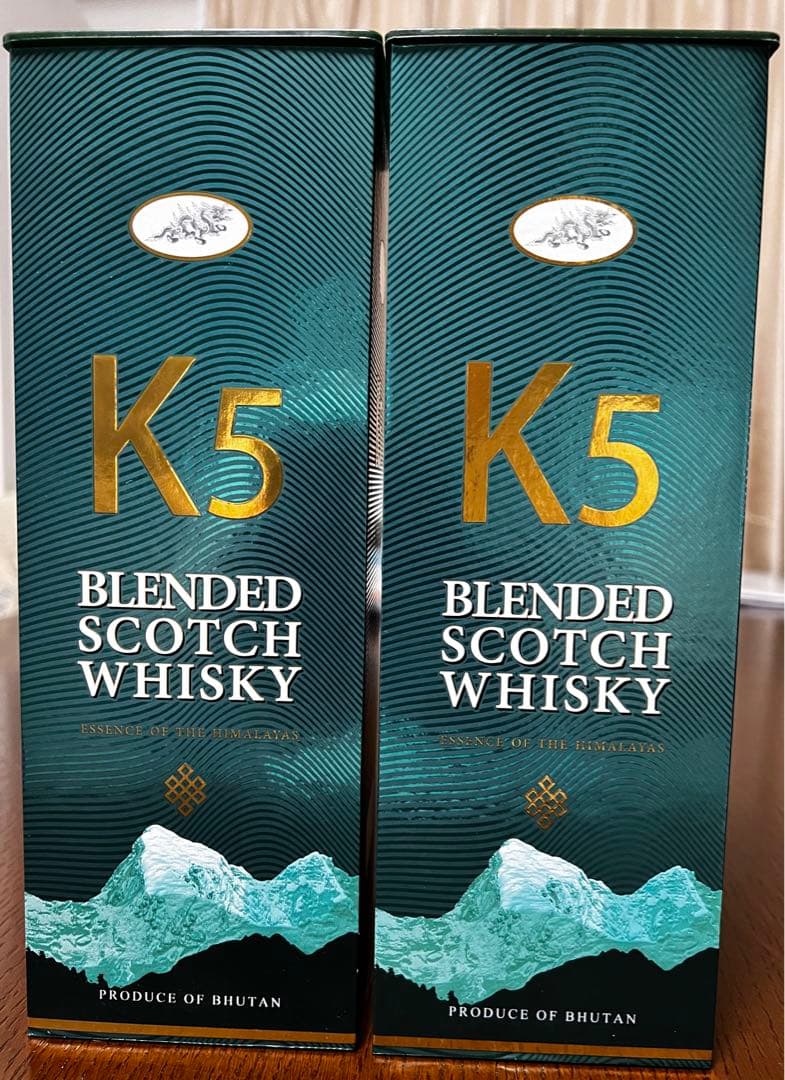 K5
BLENDED
SCOTCH
WHISKY
ESSENCE OF THE HIMALAYAS
PRODUCE OF BHUTAN
K5
BLENDED
SCOTCH
WHISKY
ESSENCE OF THE HIMALAYAS
PRODUCE OF BHUTAN